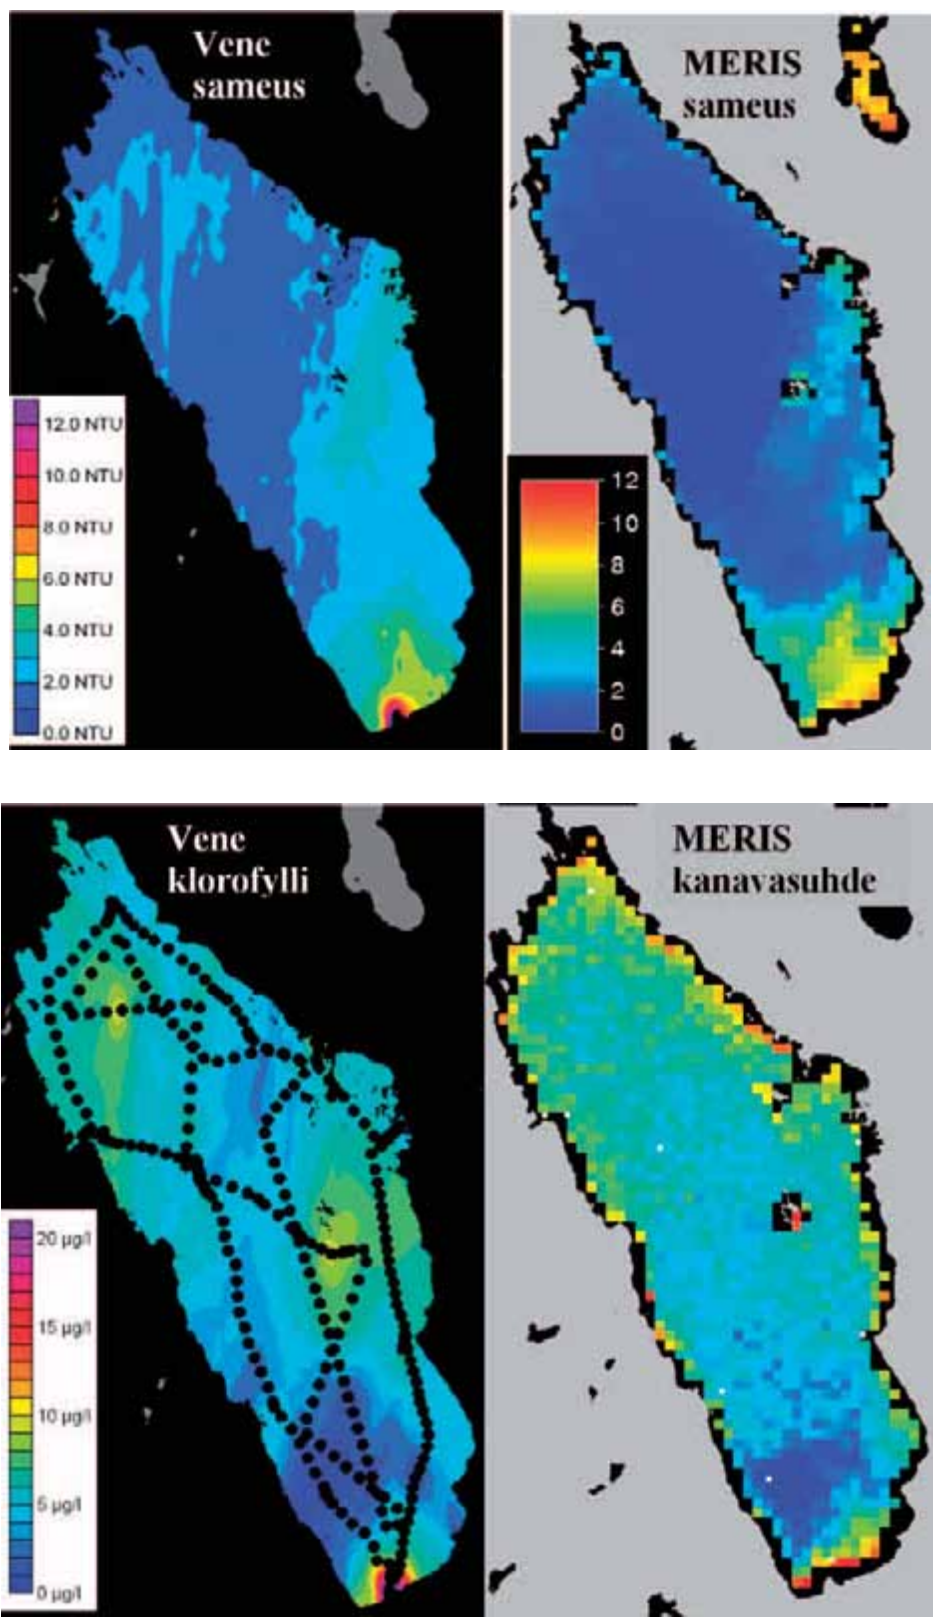 Vene
sameus
MERIS
sameus
12.0 NTU
10.0 NTU
8.0 NTU
6.0 NTU
4.0 NTU
2.0 NTU
0.0 NTU
12
10
8
6
4
2
0
Vene
klorofylli
MERIS
kanavasuhde
20 µg/l
15 µg/l
10 µg/l
5 µg/l
0 µg/l